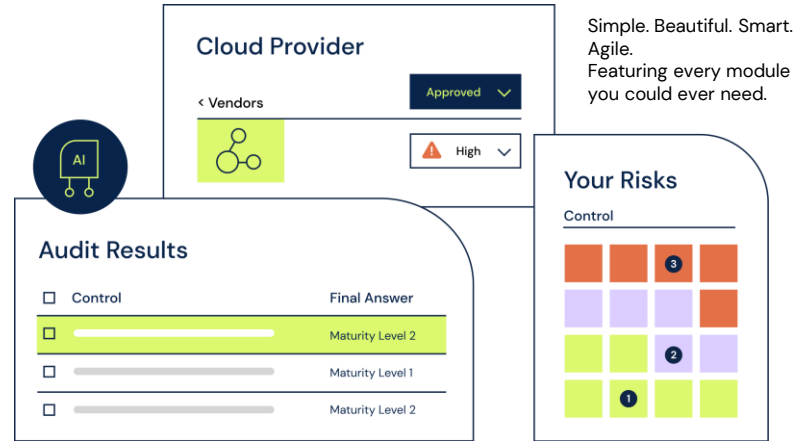 Simple. Beautiful. Smart.
Agile.
Featuring every module
you could ever need.
Cloud Provider
< Vendors
Approved
High
AI
Audit Results
Control
Final Answer
Maturity Level 2
Maturity Level 1
Maturity Level 2
Your Risks
Control
3
2
1